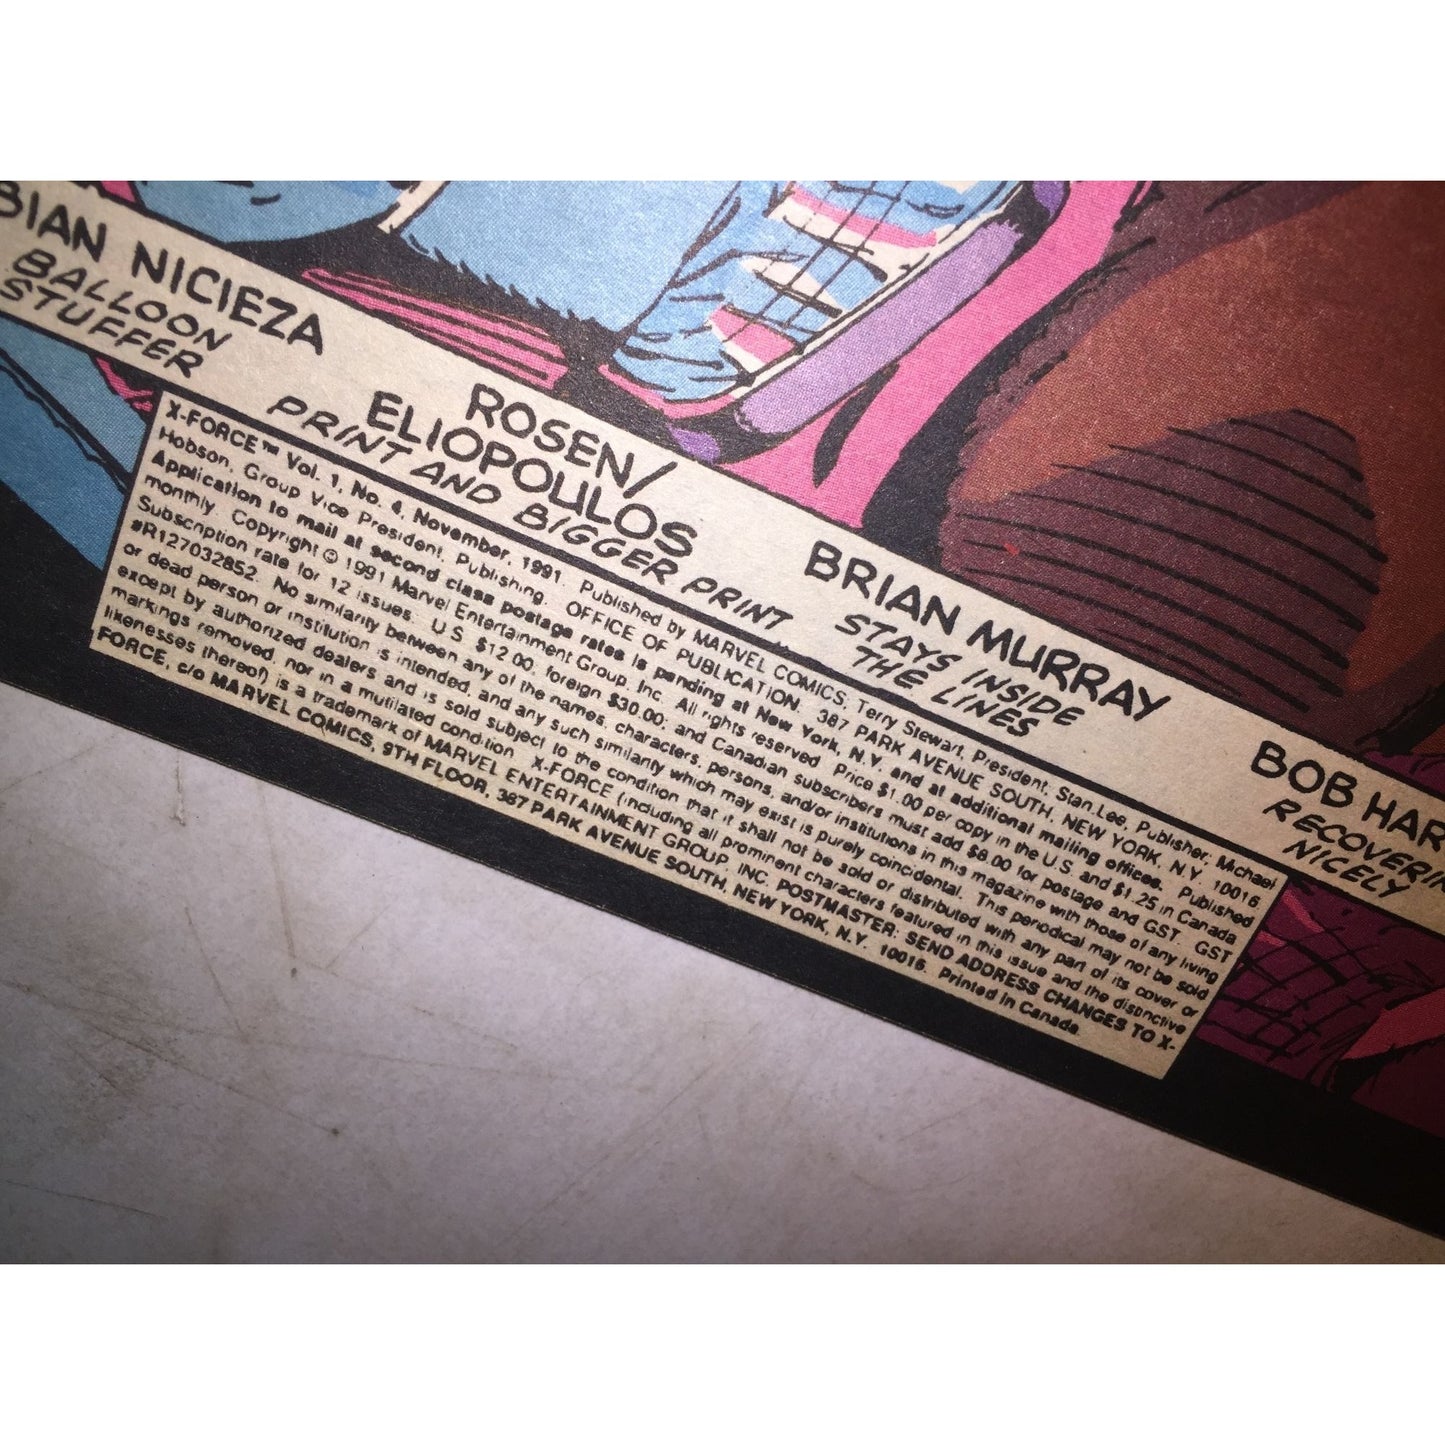 BIAN NICIEZA
BALLOON
STUFFER
ROSEN/
ELIOPOULOS
PRINT AND BIGGER PRINT
BRIAN MURRAY
STAYS INSIDE
THE LINES
BOB HAR
RECOVERIN
NICELY
X-FORCE™ Vol. 1, No. 4, November, 1991. Published by MARVEL COMICS, Terry Stewart, President, Stan Lee, Publisher, Michael
Hobson, Group Vice President, Publishing. OFFICE OF PUBLICATION. 387 PARK AVENUE SOUTH, NEW YORK, N.Y. 10016.
Application to mail at second class postage rates is pending at New York, N.Y. and at additional mailing offices. Published
monthly. Copyright © 1991 Marvel Entertainment Group, Inc. All rights reserved. Price $1.00 per copy in the U.S. and $1.25 in Canada
Subscription rate for 12 issues. U.S. $12.00, foreign $30.00; and Canadian subscribers must add $8.00 for postage and GST. GST
#R127032852. No similarity between any of the names, characters, persons, and/or institutions in this magazine with those of any living
or dead person or institution is intended, and any such similarity which may exist is purely coincidental. This periodical may not be sold
except by authorized dealers and is sold subject to the condition that it shall not be sold or distributed with any part of its cover or
markings removed, nor in a mutilated condition. X-FORCE (including all prominent characters featured in this issue and the distinctive
likenesses thereof) is a trademark of MARVEL ENTERTAINMENT GROUP, INC. POSTMASTER: SEND ADDRESS CHANGES TO X-
FORCE, c/o MARVEL COMICS, 9TH FLOOR, 387 PARK AVENUE SOUTH, NEW YORK, N.Y. 10016. Printed in Canada.